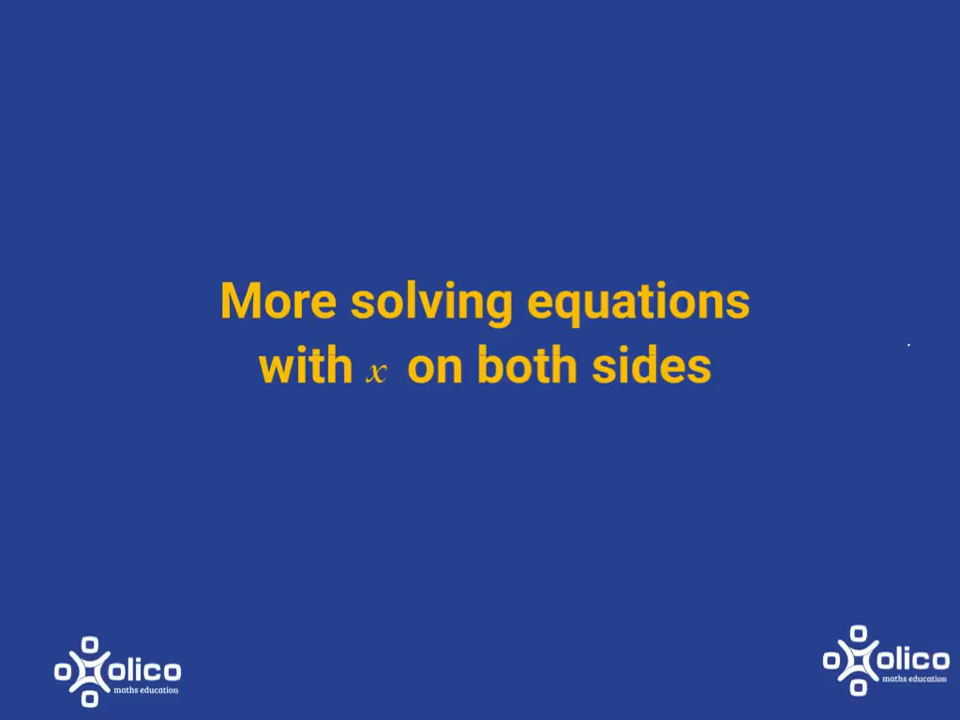 More solving equations
with x on both sides
olico
maths education
olico
maths education